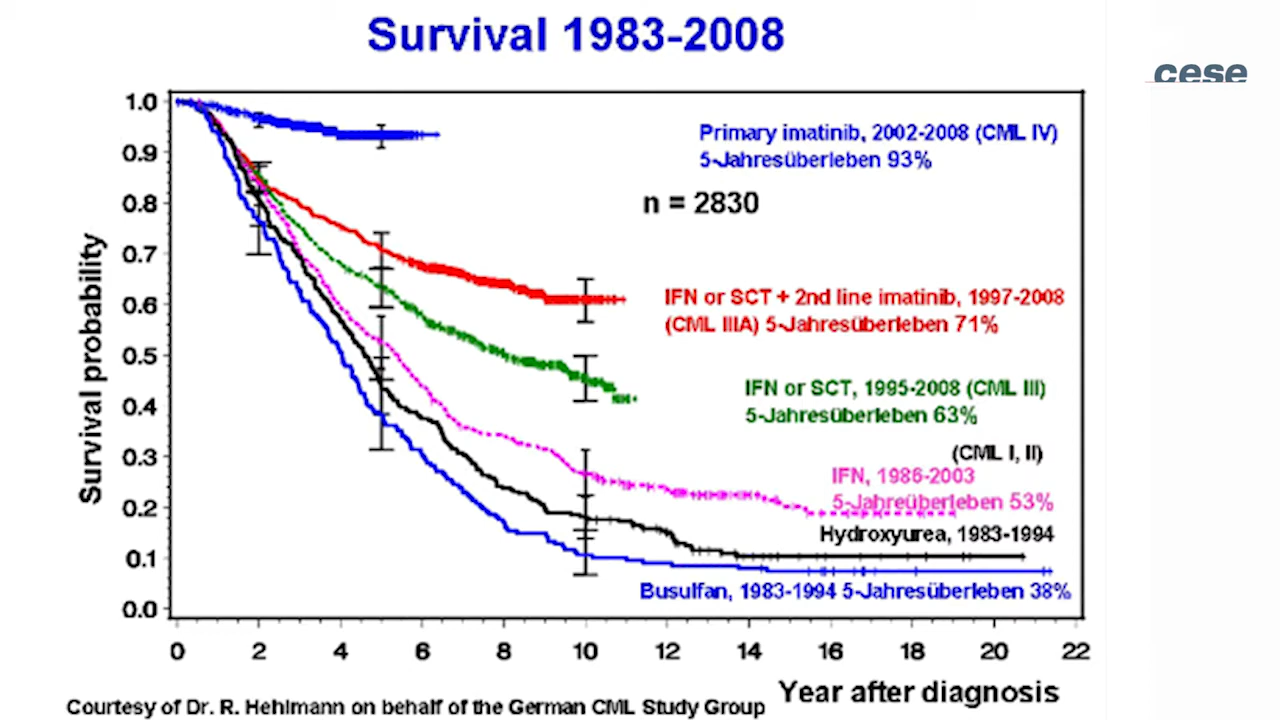 Survival 1983-2008
cese
Primary imatinib, 2002-2008 (CML IV)
5-Jahresüberleben 93%
n = 2830
IFN or SCT + 2nd line imatinib, 1997-2008
(CML IIIA) 5-Jahresüberleben 71%
IFN or SCT, 1995-2008 (CML III)
5-Jahresüberleben 63%
(CML I, II)
IFN, 1986-2003
5-Jahreüberleben 53%
Hydroxyurea, 1983-1994
Busulfan, 1983-1994 5-Jahresüberleben 38%
Survival probability
1.0
0.9
0.8
0.7
0.6
0.5
0.4
0.3
0.2
0.1
0.0
0 2 4 6 8 10 12 14 16 18 20 22
Year after diagnosis
Courtesy of Dr. R. Hehlmann on behalf of the German CML Study Group